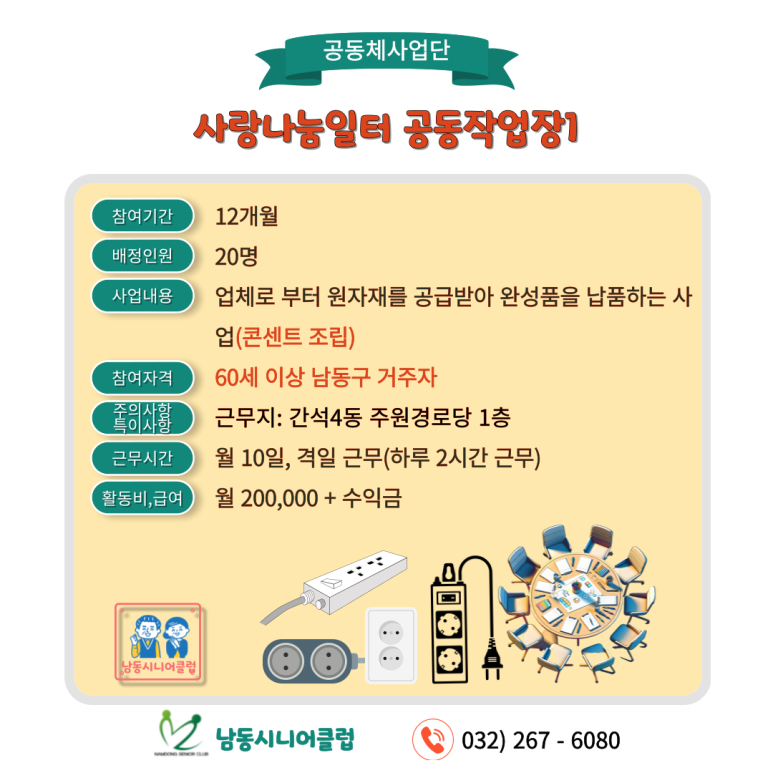 공동체사업단
사랑나눔일터 공동작업장1
참여기간 12개월
배정인원 20명
사업내용 업체로 부터 원자재를 공급받아 완성품을 납품하는 사
업(콘센트 조립)
참여자격 60세 이상 남동구 거주자
주의사항
특이사항 근무지: 간석4동 주원경로당 1층
근무시간 월 10일, 격일 근무(하루 2시간 근무)
활동비,급여 월 200,000 + 수익금
남동시니어클럽
NAMDONG SENIOR CLUB
남동시니어클럽
032) 267 - 6080